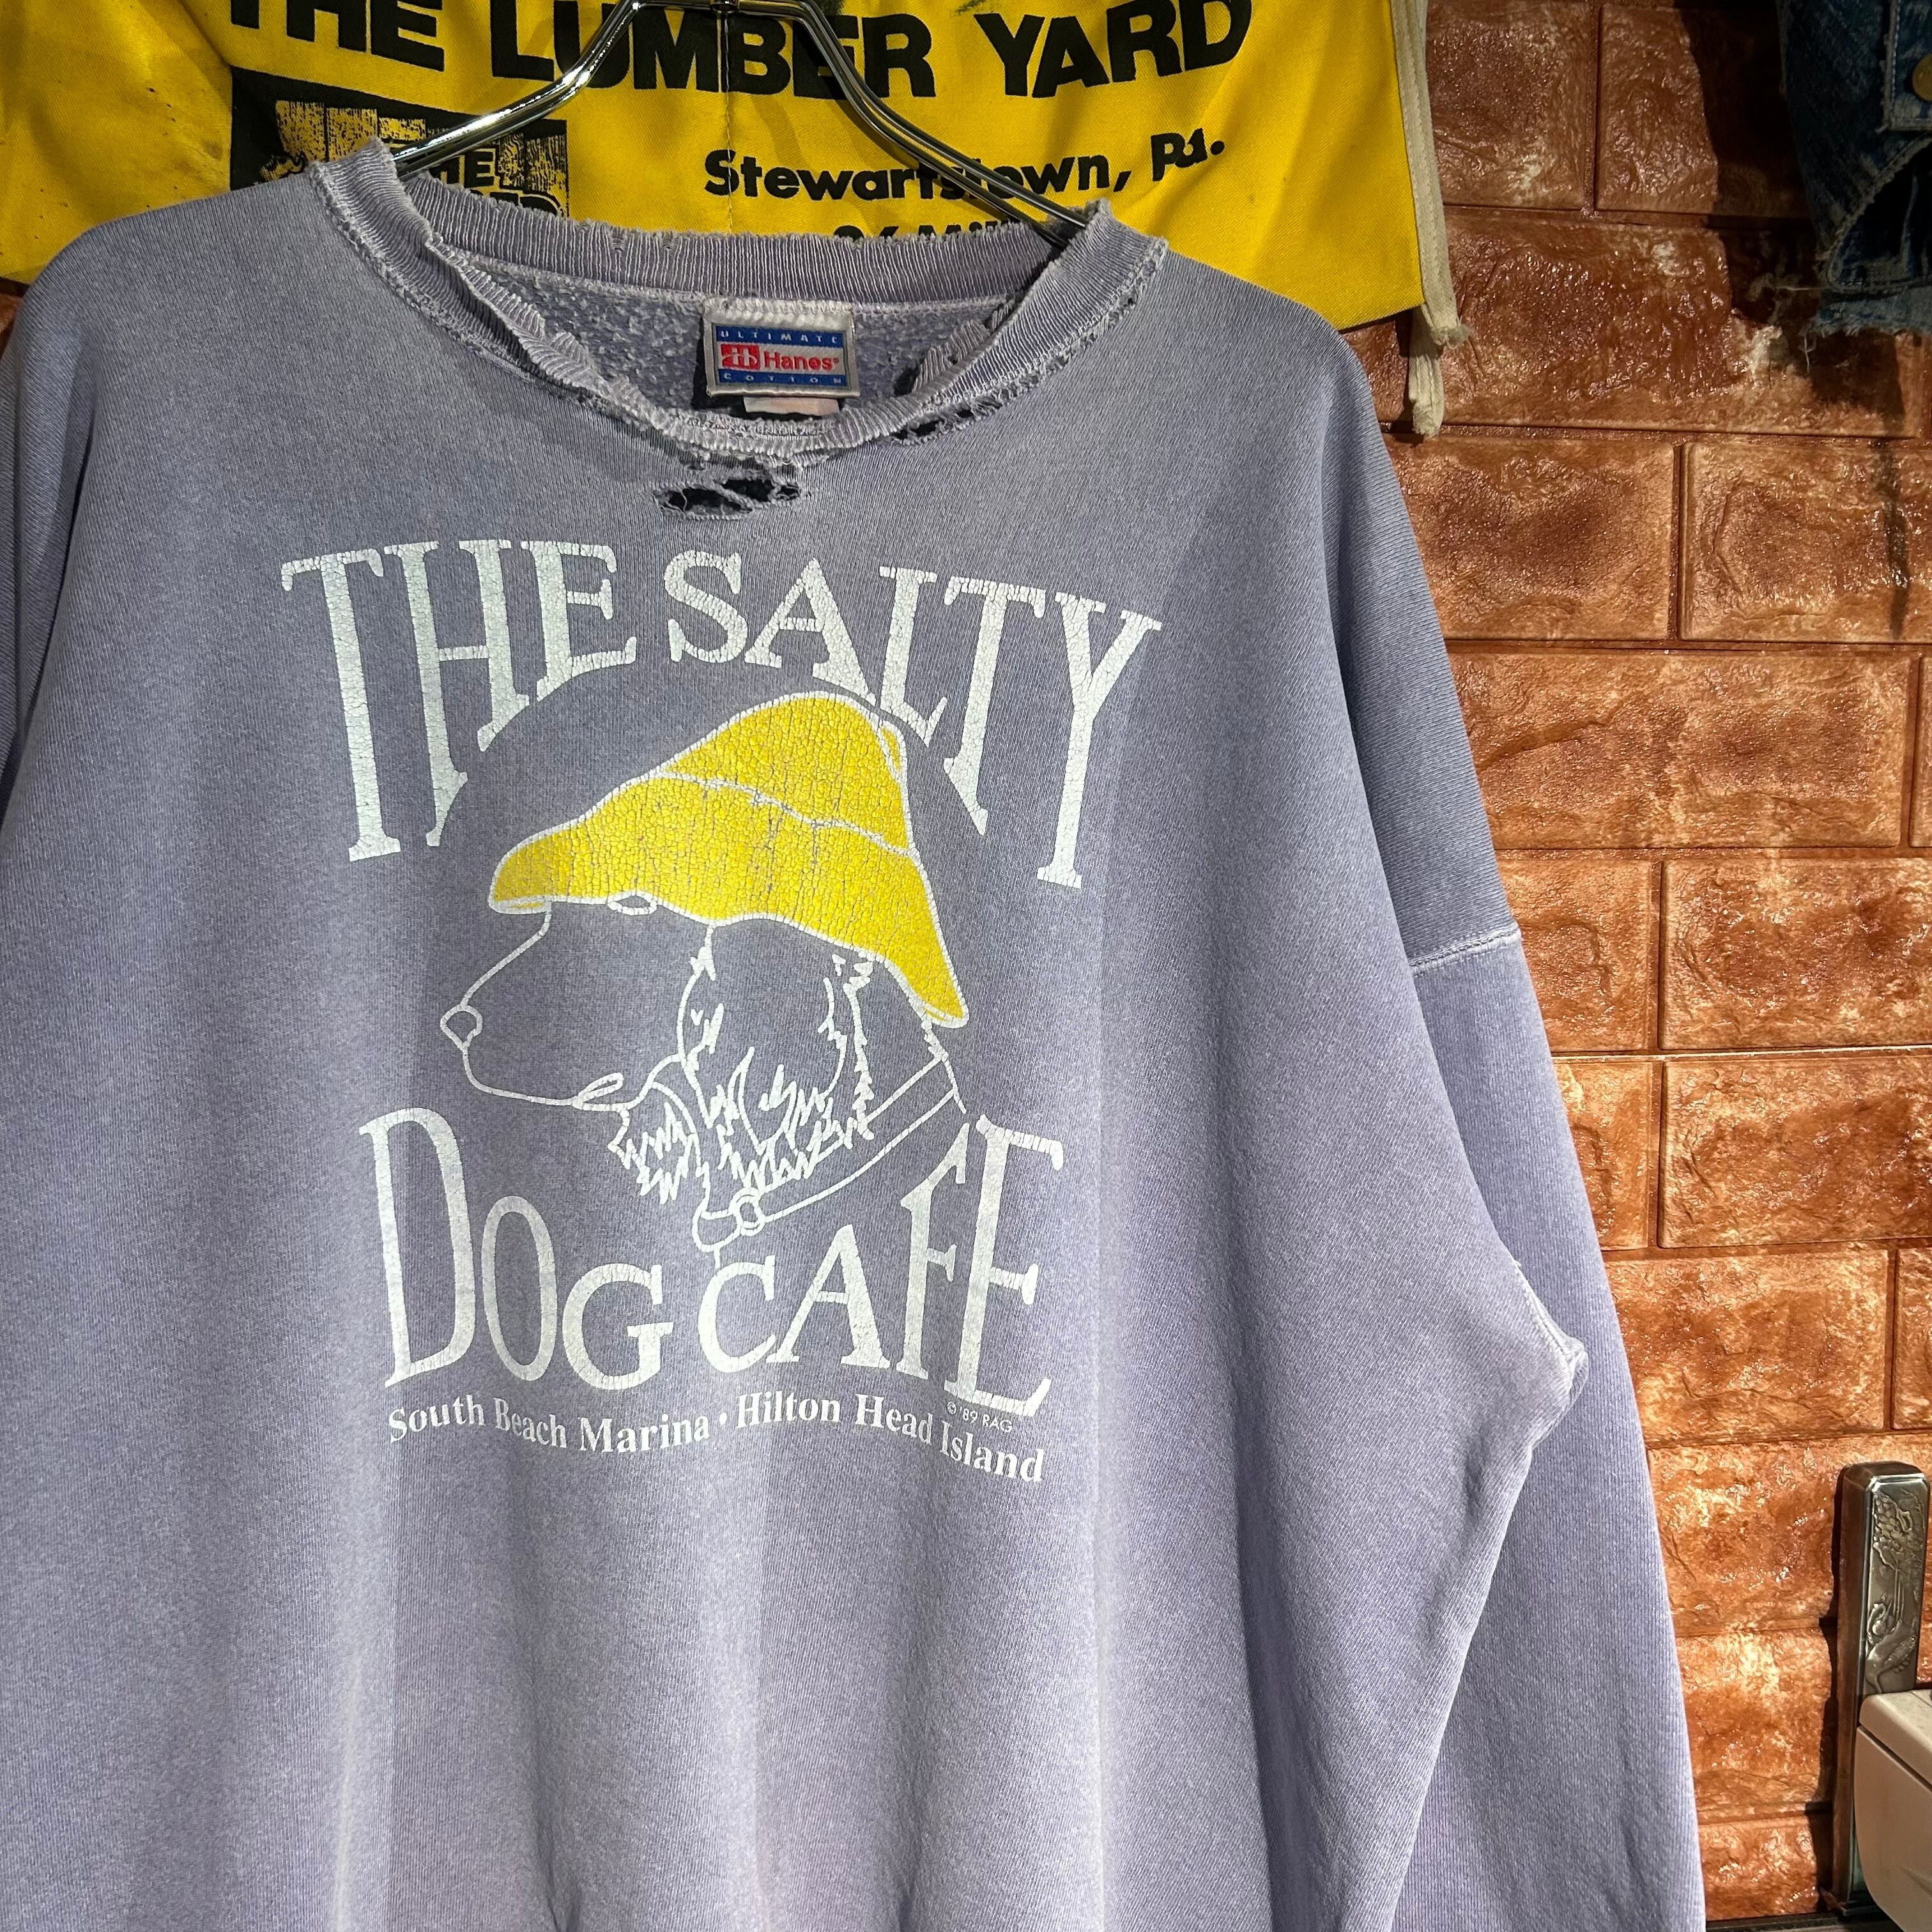 THE LUMBER YARD
THE
Stewartstown, Pa.
ULTIMATE
Hanes®
COTTON
THE SALTY
DOG CAFE
© '89 RAG
South Beach Marina • Hilton Head Island